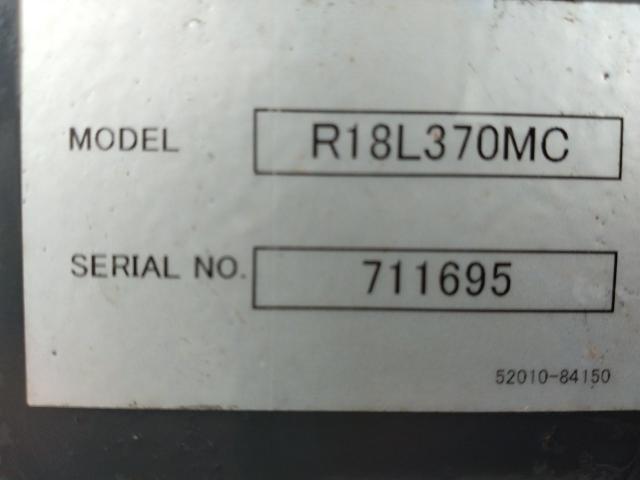 MODEL R18L370MC
SERIAL NO. 711695
52010-84150